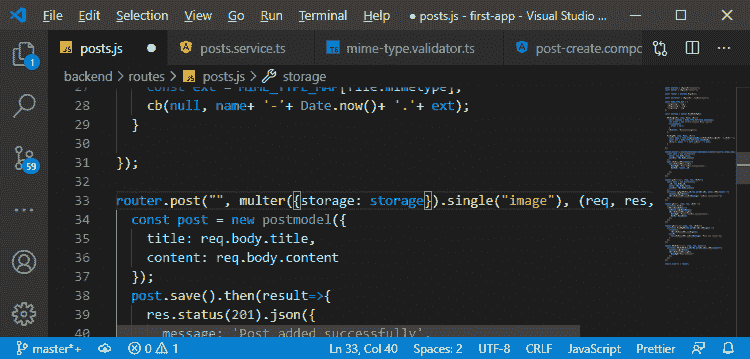 File Edit Selection View Go Run Terminal Help ● posts.js - first-app - Visual Studio ...
posts.js ● posts.service.ts mime-type.validator.ts post-create.compo
1
backend > routes > posts.js > storage
27 const ext = MIME_TYPE_MAP[file.mimetype];
28 cb(null, name+ '-'+ Date.now()+ '.'+ ext);
29 }
30
31 });
32
33 router.post("", multer({storage: storage}).single("image"), (req, res,
34 const post = new postmodel({
35 title: req.body.title,
36 content: req.body.content
37 });
38 post.save().then(result=>{
39 res.status(201).json({
40 message: 'Post added successfully',
59
master*+ 0 1 Ln 33, Col 40 Spaces: 2 UTF-8 CRLF JavaScript Prettier